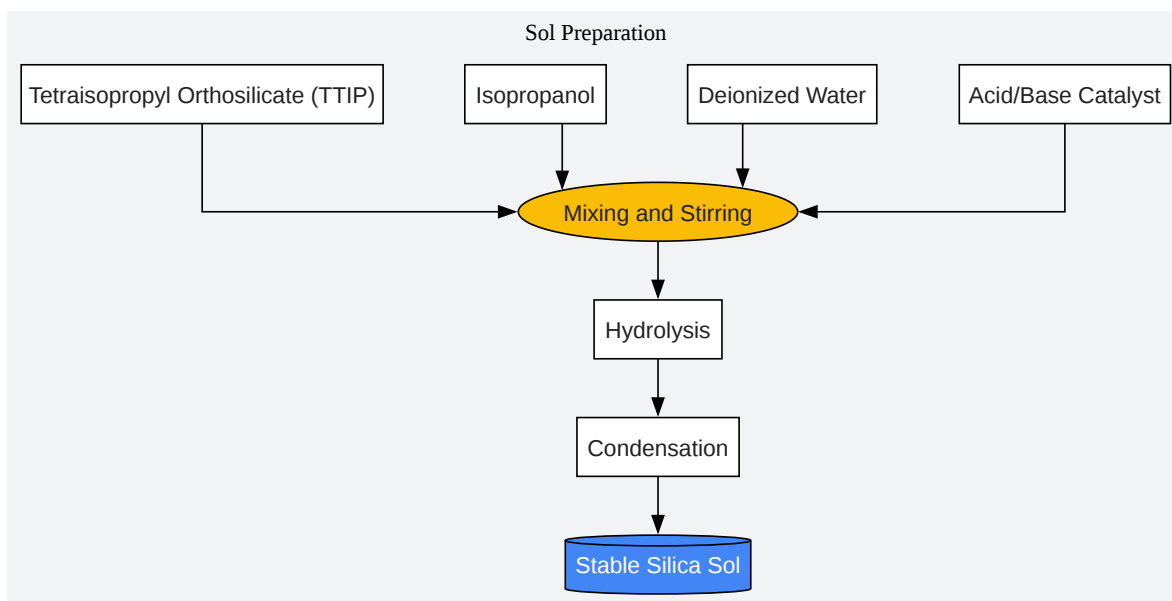 Sol Preparation
Tetraisopropyl Orthosilicate (TTIP)
Isopropanol
Deionized Water
Acid/Base Catalyst
Mixing and Stirring
Hydrolysis
Condensation
Stable Silica Sol